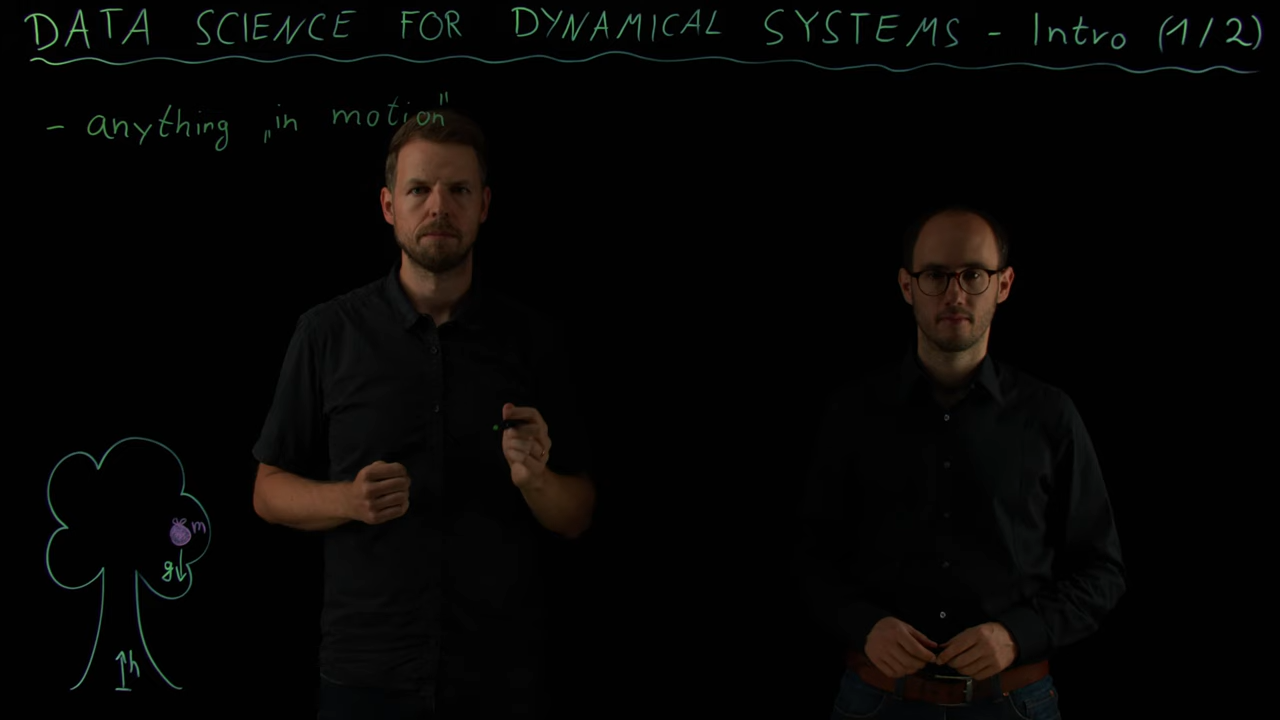 DATA SCIENCE FOR DYNAMICAL SYSTEMS - Intro (1/2)
- anything „in motion"
m
g
h